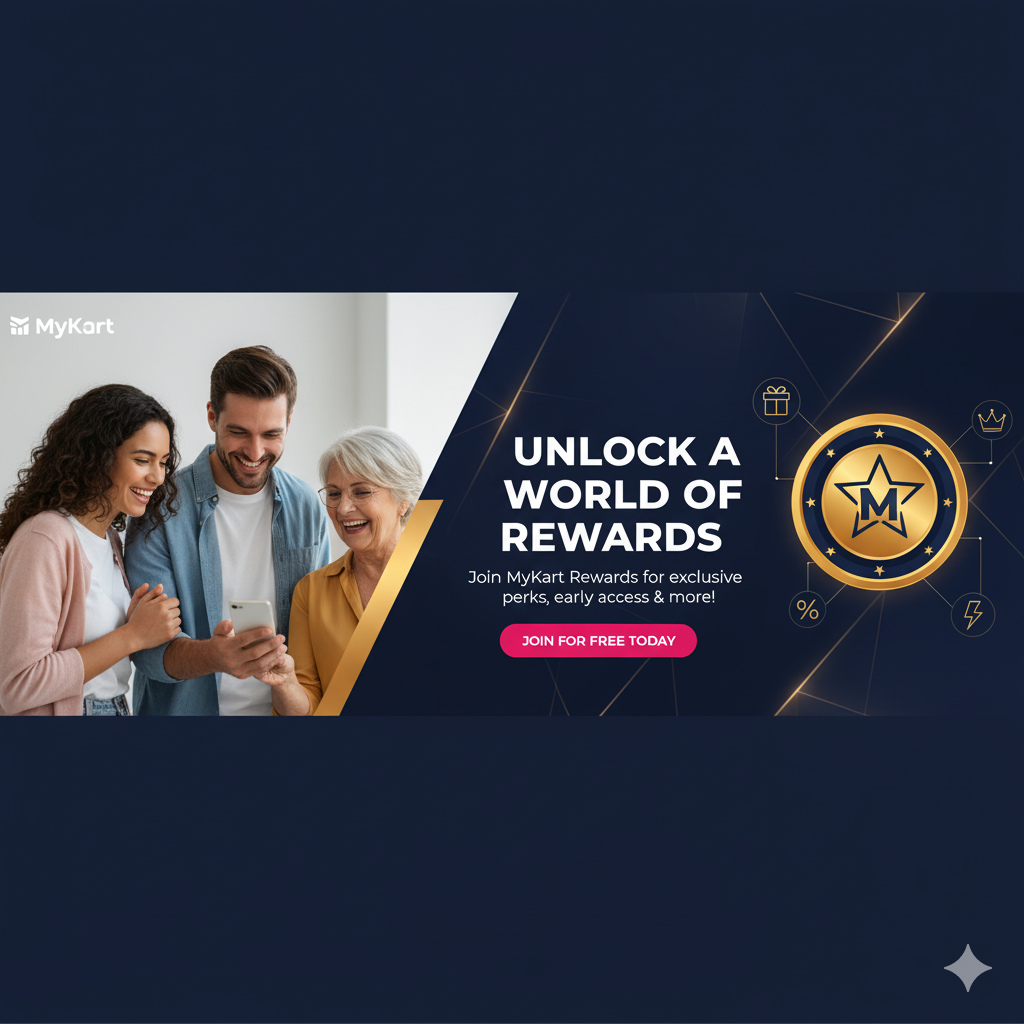 MyKart
UNLOCK A
WORLD OF
REWARDS
Join MyKart Rewards for exclusive
perks, early access & more!
JOIN FOR FREE TODAY
M
%